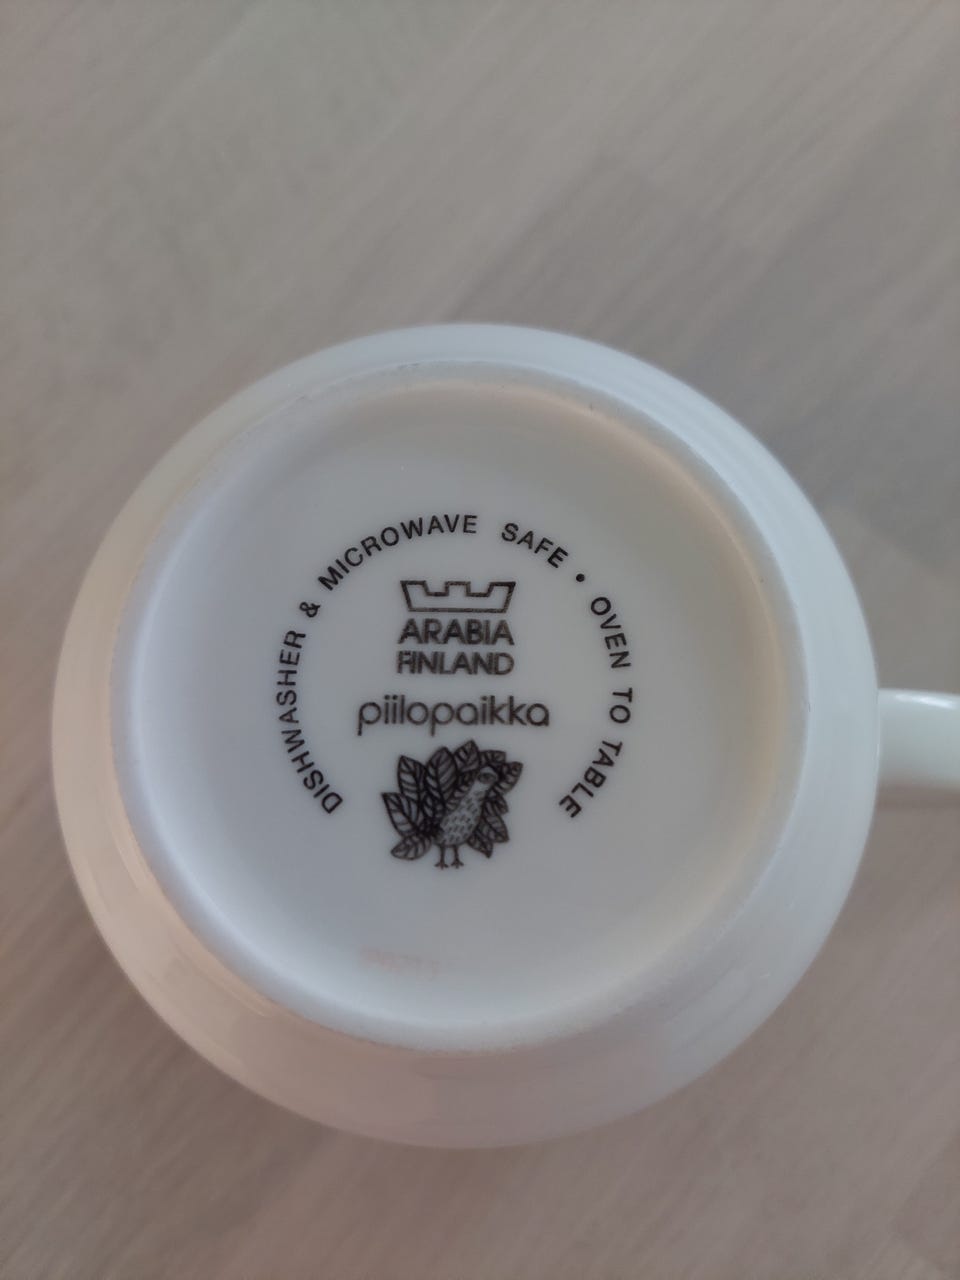 DISHWASHER & MICROWAVE SAFE • OVEN TO TABLE
ARABIA
FINLAND
piilopaikka